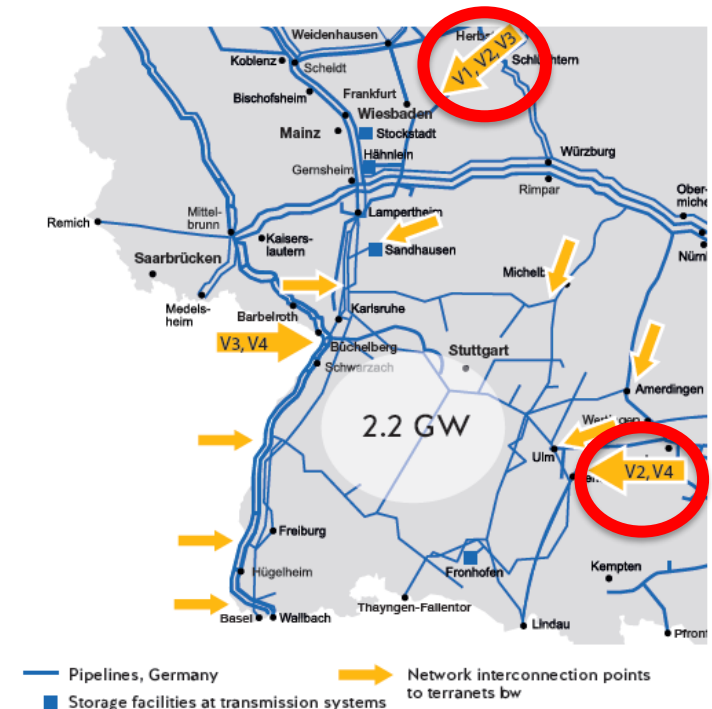 Weidenhausen
Koblenz
Scheidt
V1, V2, V3
Bischofsheim
Frankfurt
Wiesbaden
Mainz
Stockstadt
Hähnlein
Gernsheim
Würzburg
Rimpar
Remich
Mittel-
brunn
Lampertheim
Kaisers-
lautern
Sandhausen
Saarbrücken
Medels-
heim
Barbelroth
Karlsruhe
V3, V4
Büchelberg
Schwarzach
Stuttgart
Amerdingen
2.2 GW
Ulm
V2, V4
Freiburg
Hügelheim
Fronhofen
Kempten
Basel
Wallbach
Thayngen-Fallentor
Lindau
Pipelines, Germany
Network interconnection points
to terranets bw
Storage facilities at transmission systems